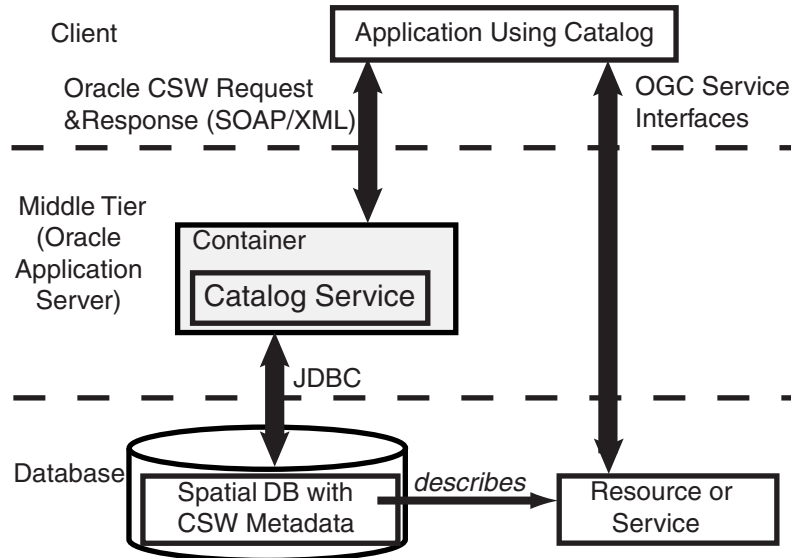 Client
Application Using Catalog
Oracle CSW Request
&Response (SOAP/XML)
OGC Service
Interfaces
Middle Tier
(Oracle
Application
Server)
Container
Catalog Service
JDBC
Database
Spatial DB with
CSW Metadata
describes
Resource or
Service